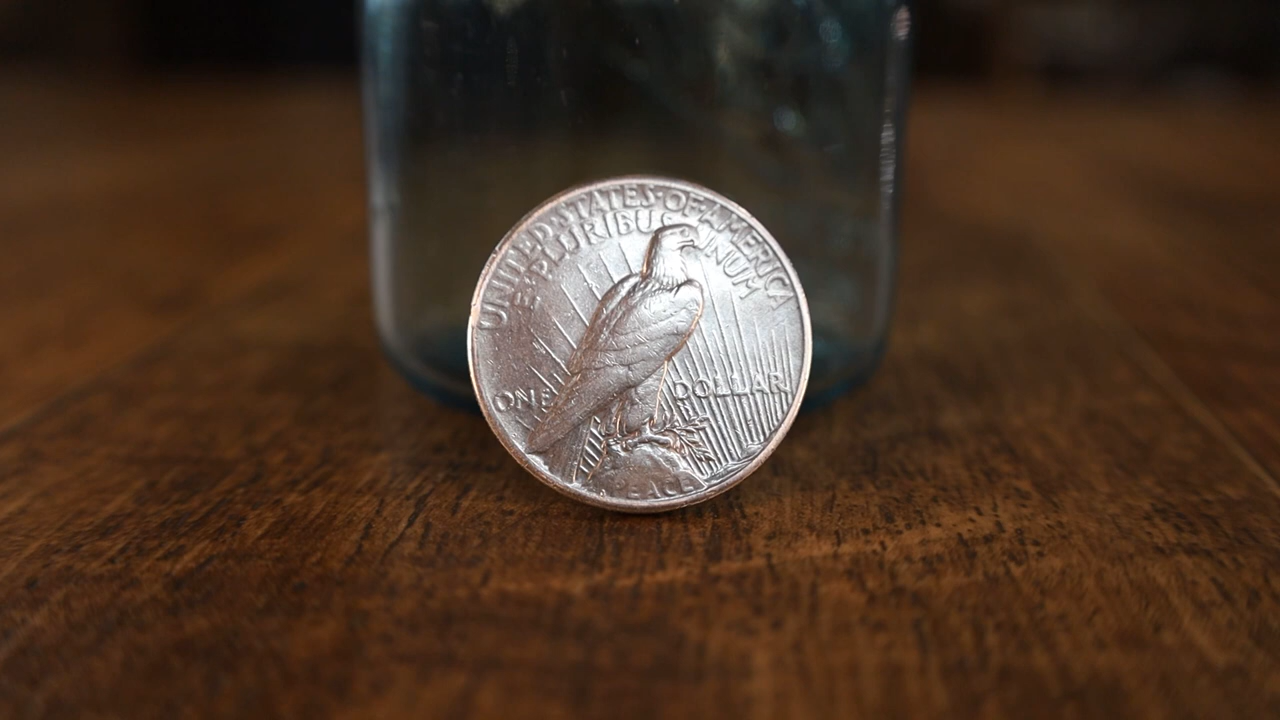 UNITED·STATES·OF·AMERICA
E·PLURIBUS UNUM
ONE DOLLAR
PEACE